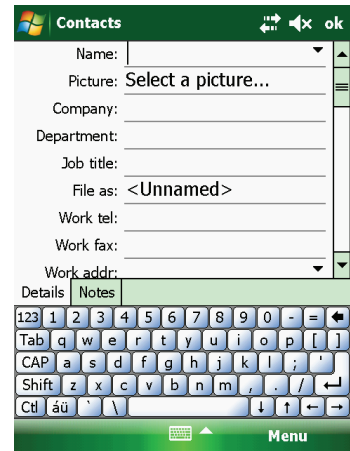 Contacts ok
Name:
Picture: Select a picture...
Company:
Department:
Job title:
File as: <Unnamed>
Work tel:
Work fax:
Work addr:
Details Notes
123 1 2 3 4 5 6 7 8 9 0 - =
Tab q w e r t y u i o p [ ]
CAP a s d f g h j k l ; '
Shift z x c v b n m , . /
Ctl áü ` \
Menu